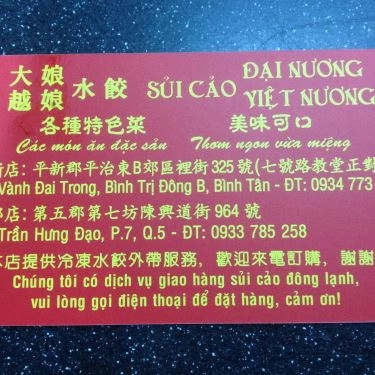 大娘 水餃 SỦI CẢO ĐẠI NƯƠNG
越娘 VIỆT NƯƠNG
各種特色菜 美味可口
Các món ăn đặc sản Thơm ngon vừa miệng
店: 平新郡平治東B郊區裡街325號(七號路教堂正對
Vành Đai Trong, Bình Trị Đông B, Bình Tân - ĐT: 0934 773
店: 第五郡第七坊陳興道街964號
Trần Hưng Đạo, P.7, Q.5 - ĐT: 0933 785 258
店提供冷凍水餃外帶服務, 歡迎來電訂購, 謝謝
Chúng tôi có dịch vụ giao hàng sủi cảo đông lạnh,
vui lòng gọi điện thoại để đặt hàng, cảm ơn!